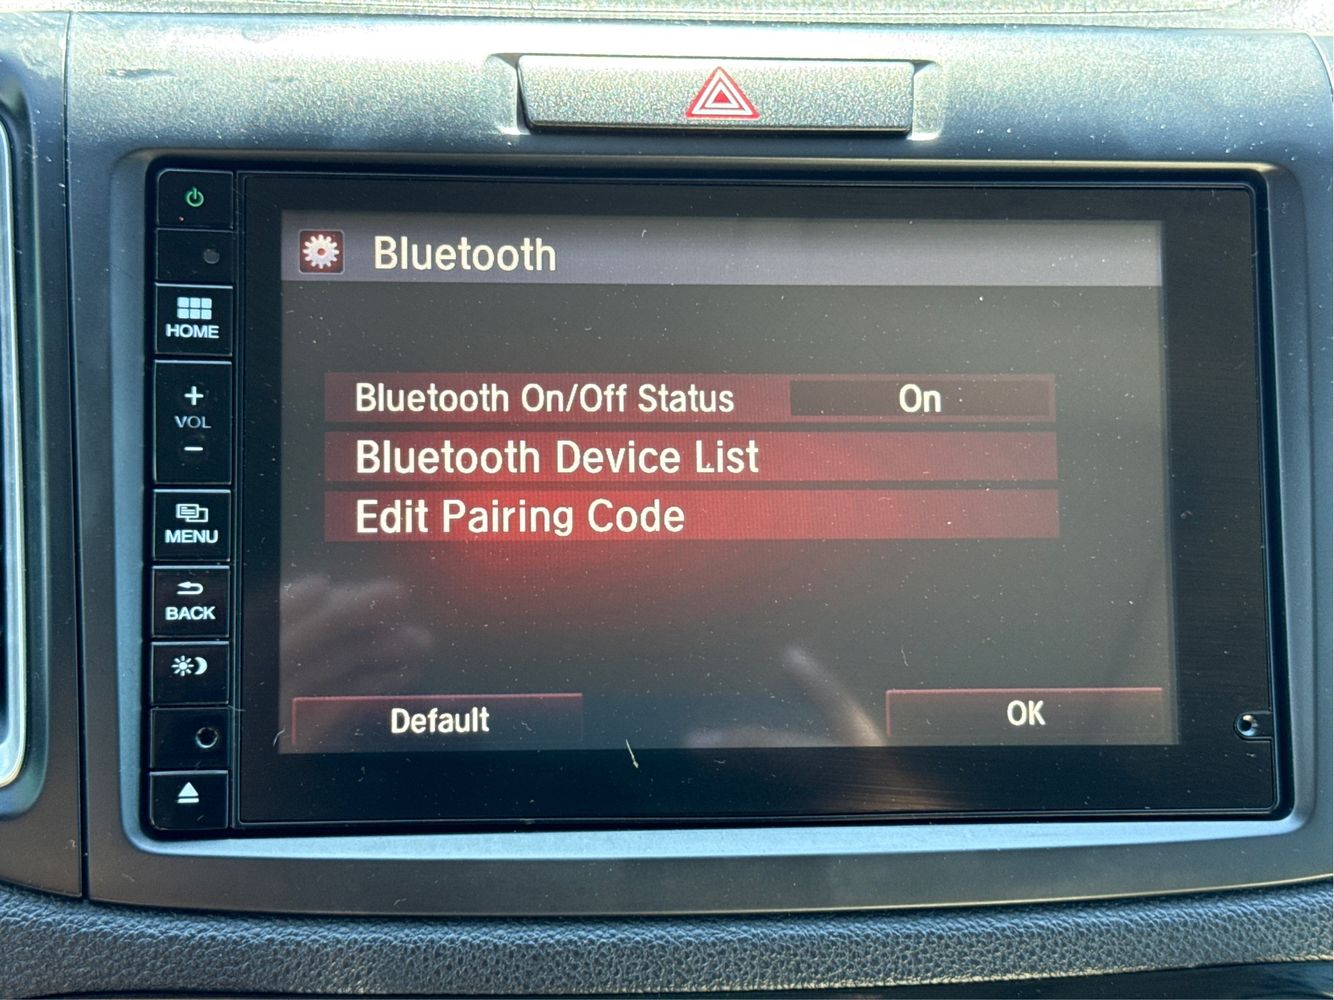 Bluetooth
HOME
+
VOL
−
MENU
BACK
Bluetooth On/Off Status On
Bluetooth Device List
Edit Pairing Code
Default OK